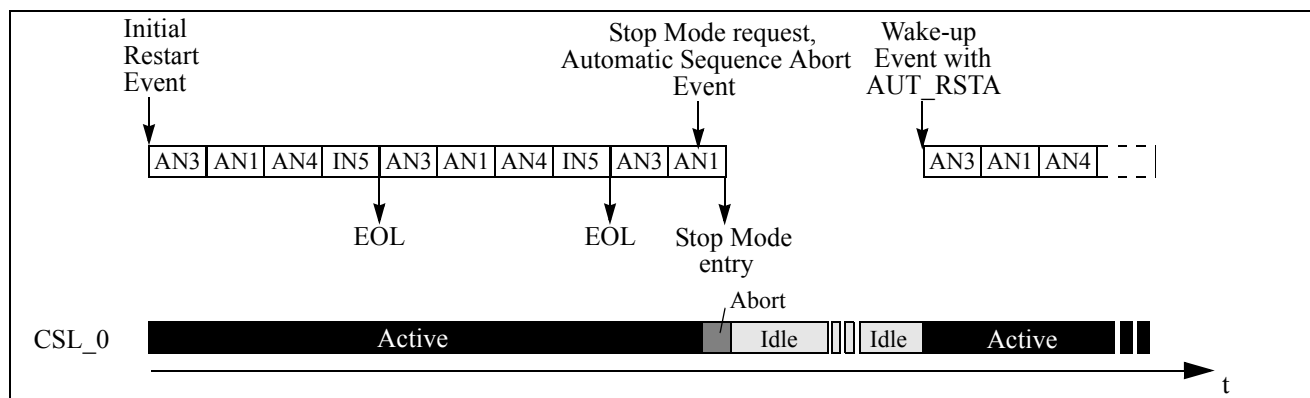 Initial
Restart
Event
Stop Mode request,
Automatic Sequence Abort
Event
Wake-up
Event with
AUT_RSTA
AN3 AN1 AN4 IN5 AN3 AN1 AN4 IN5 AN3 AN1
AN3 AN1 AN4
EOL
EOL
Stop Mode
entry
Abort
CSL_0
Active
Idle
Idle
Active
t